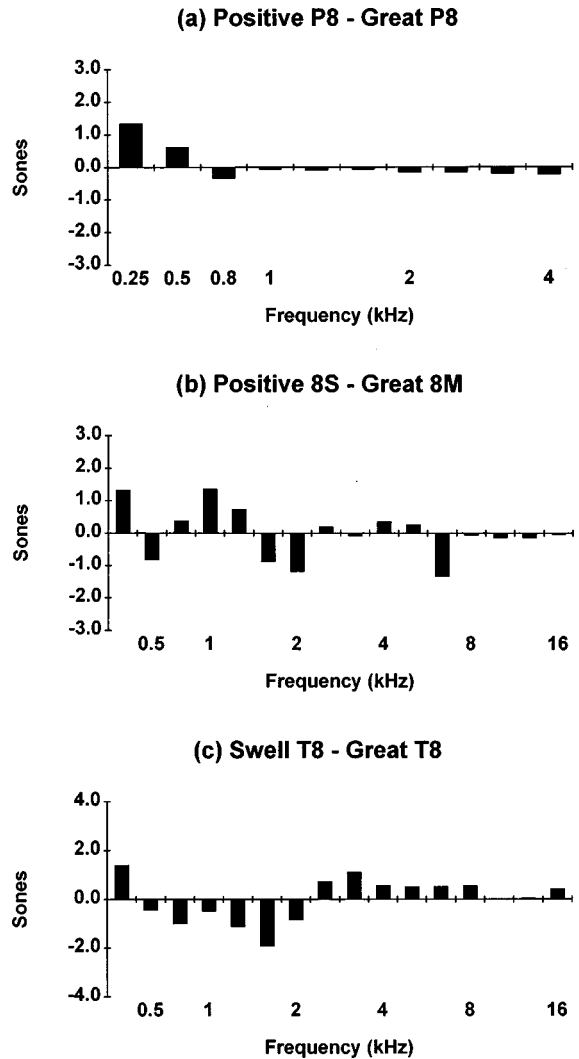 (a) Positive P8 - Great P8
3.0
2.0
1.0
0.0
-1.0
-2.0
-3.0
Sones
0.25 0.5 0.8 1 2 4
Frequency (kHz)
(b) Positive 8S - Great 8M
3.0
2.0
1.0
0.0
-1.0
-2.0
-3.0
Sones
0.5 1 2 4 8 16
Frequency (kHz)
(c) Swell T8 - Great T8
4.0
2.0
0.0
-2.0
-4.0
Sones
0.5 1 2 4 8 16
Frequency (kHz)